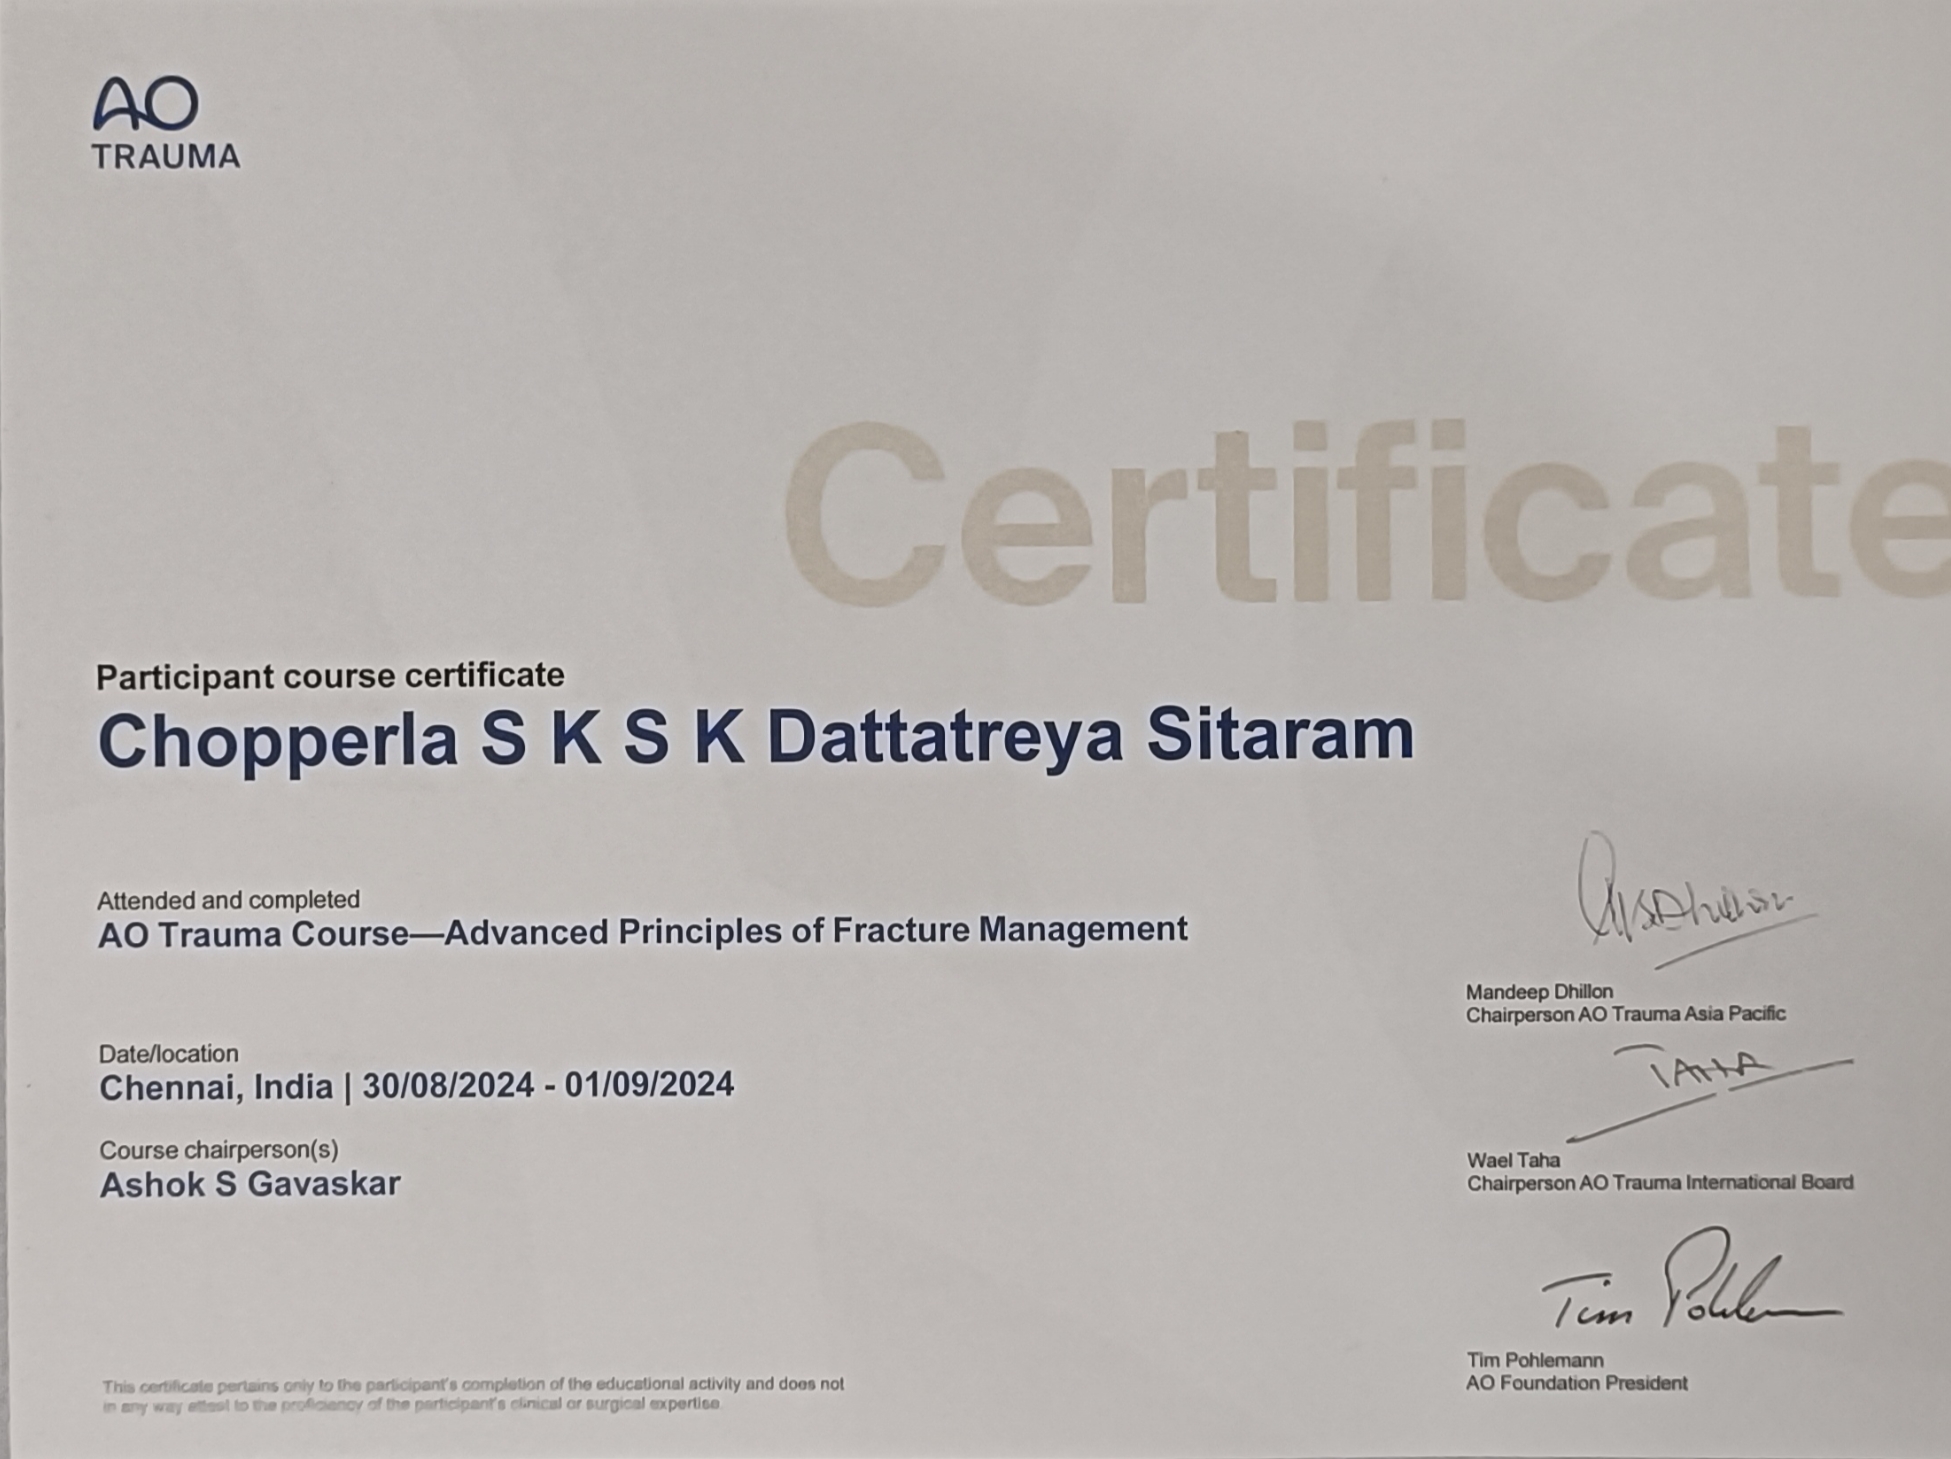 AO
TRAUMA
Certificate
Participant course certificate
Chopperla S K S K Dattatreya Sitaram
Attended and completed
AO Trauma Course—Advanced Principles of Fracture Management
Date/location
Chennai, India | 30/08/2024 - 01/09/2024
Course chairperson(s)
Ashok S Gavaskar
Mandeep Dhillon
Chairperson AO Trauma Asia Pacific
TAHA
Wael Taha
Chairperson AO Trauma International Board
Tim Pohlemann
Tim Pohlemann
AO Foundation President
This certificate pertains only to the participant's completion of the educational activity and does not
in any way attest to the proficiency of the participant's clinical or surgical expertise.